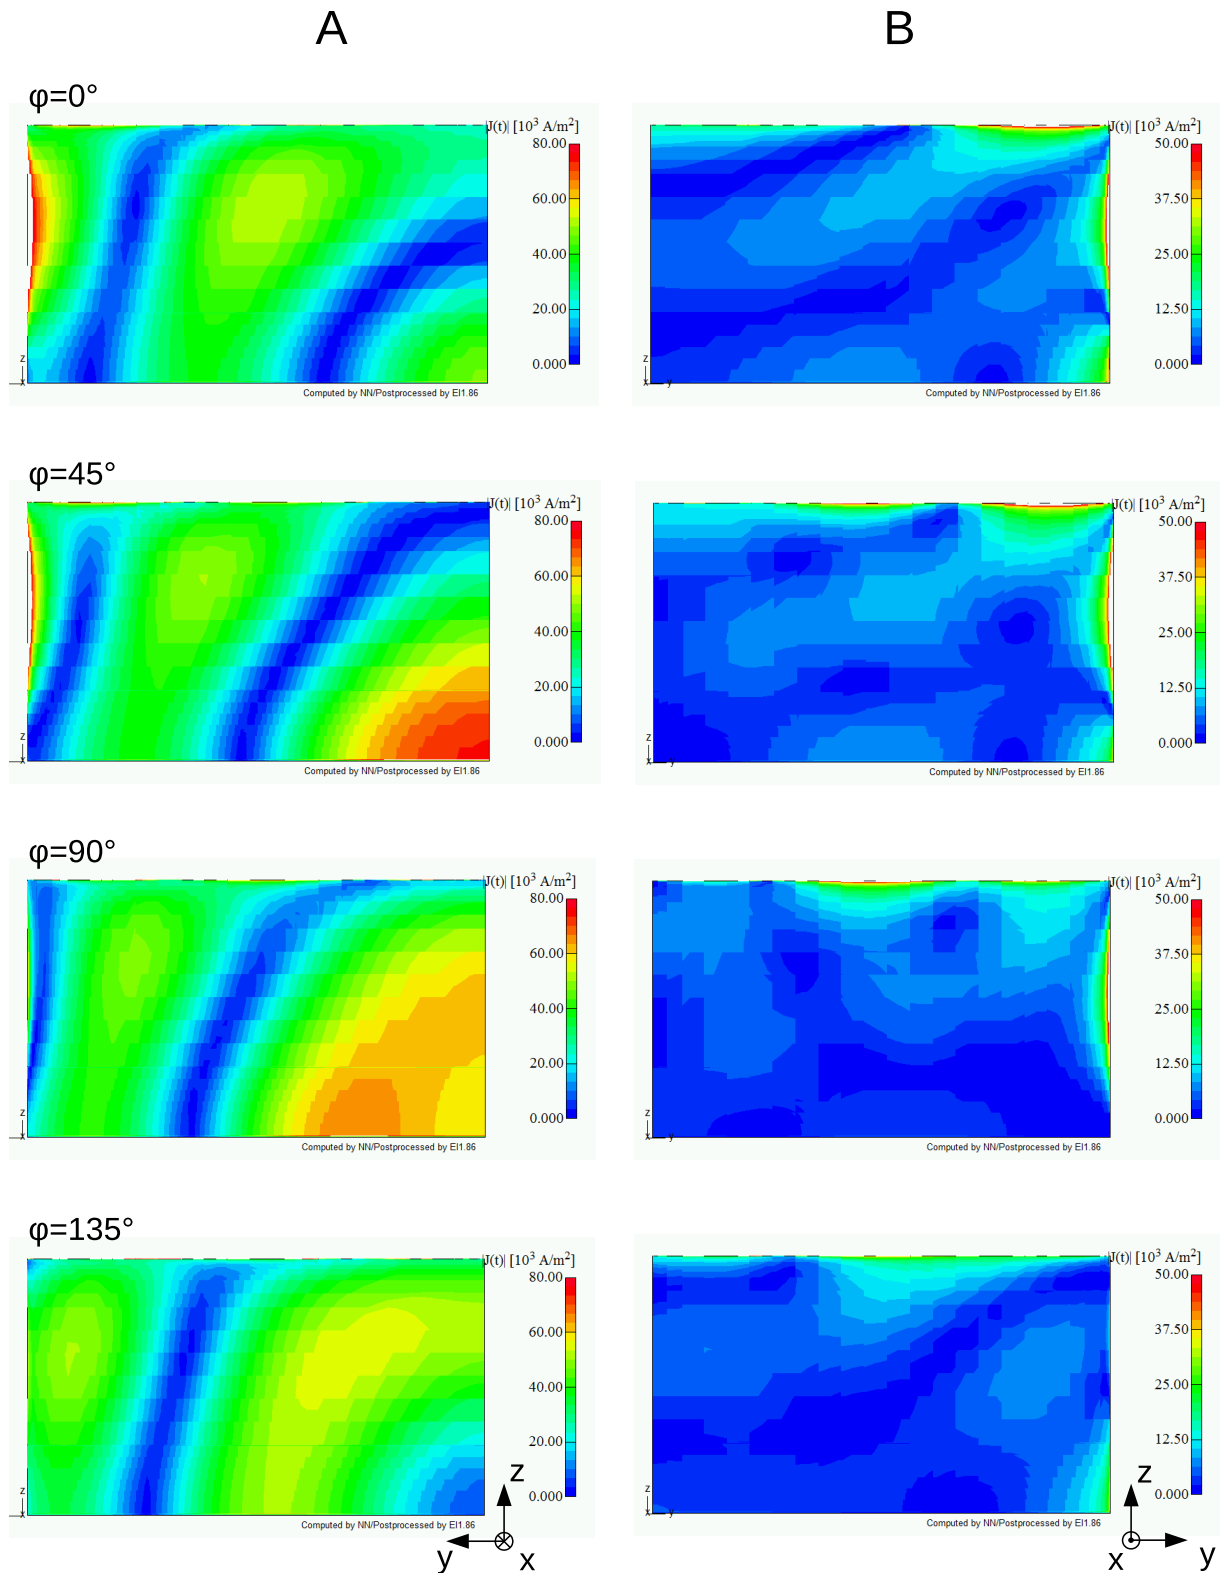 A B
φ=0°
|J(t)| [10³ A/m²] |J(t)| [10³ A/m²]
80.00 50.00
60.00 37.50
40.00 25.00
20.00 12.50
0.000 0.000
z z
x x y
Computed by NN/Postprocessed by EI1.86 Computed by NN/Postprocessed by EI1.86
φ=45°
|J(t)| [10³ A/m²] |J(t)| [10³ A/m²]
80.00 50.00
60.00 37.50
40.00 25.00
20.00 12.50
0.000 0.000
z z
x x y
Computed by NN/Postprocessed by EI1.86 Computed by NN/Postprocessed by EI1.86
φ=90°
|J(t)| [10³ A/m²] |J(t)| [10³ A/m²]
80.00 50.00
60.00 37.50
40.00 25.00
20.00 12.50
0.000 0.000
z z
x x y
Computed by NN/Postprocessed by EI1.86 Computed by NN/Postprocessed by EI1.86
φ=135°
|J(t)| [10³ A/m²] |J(t)| [10³ A/m²]
80.00 50.00
60.00 37.50
40.00 25.00
20.00 12.50
0.000 0.000
z z
x x y
Computed by NN/Postprocessed by EI1.86 Computed by NN/Postprocessed by EI1.86
z z
y x x y